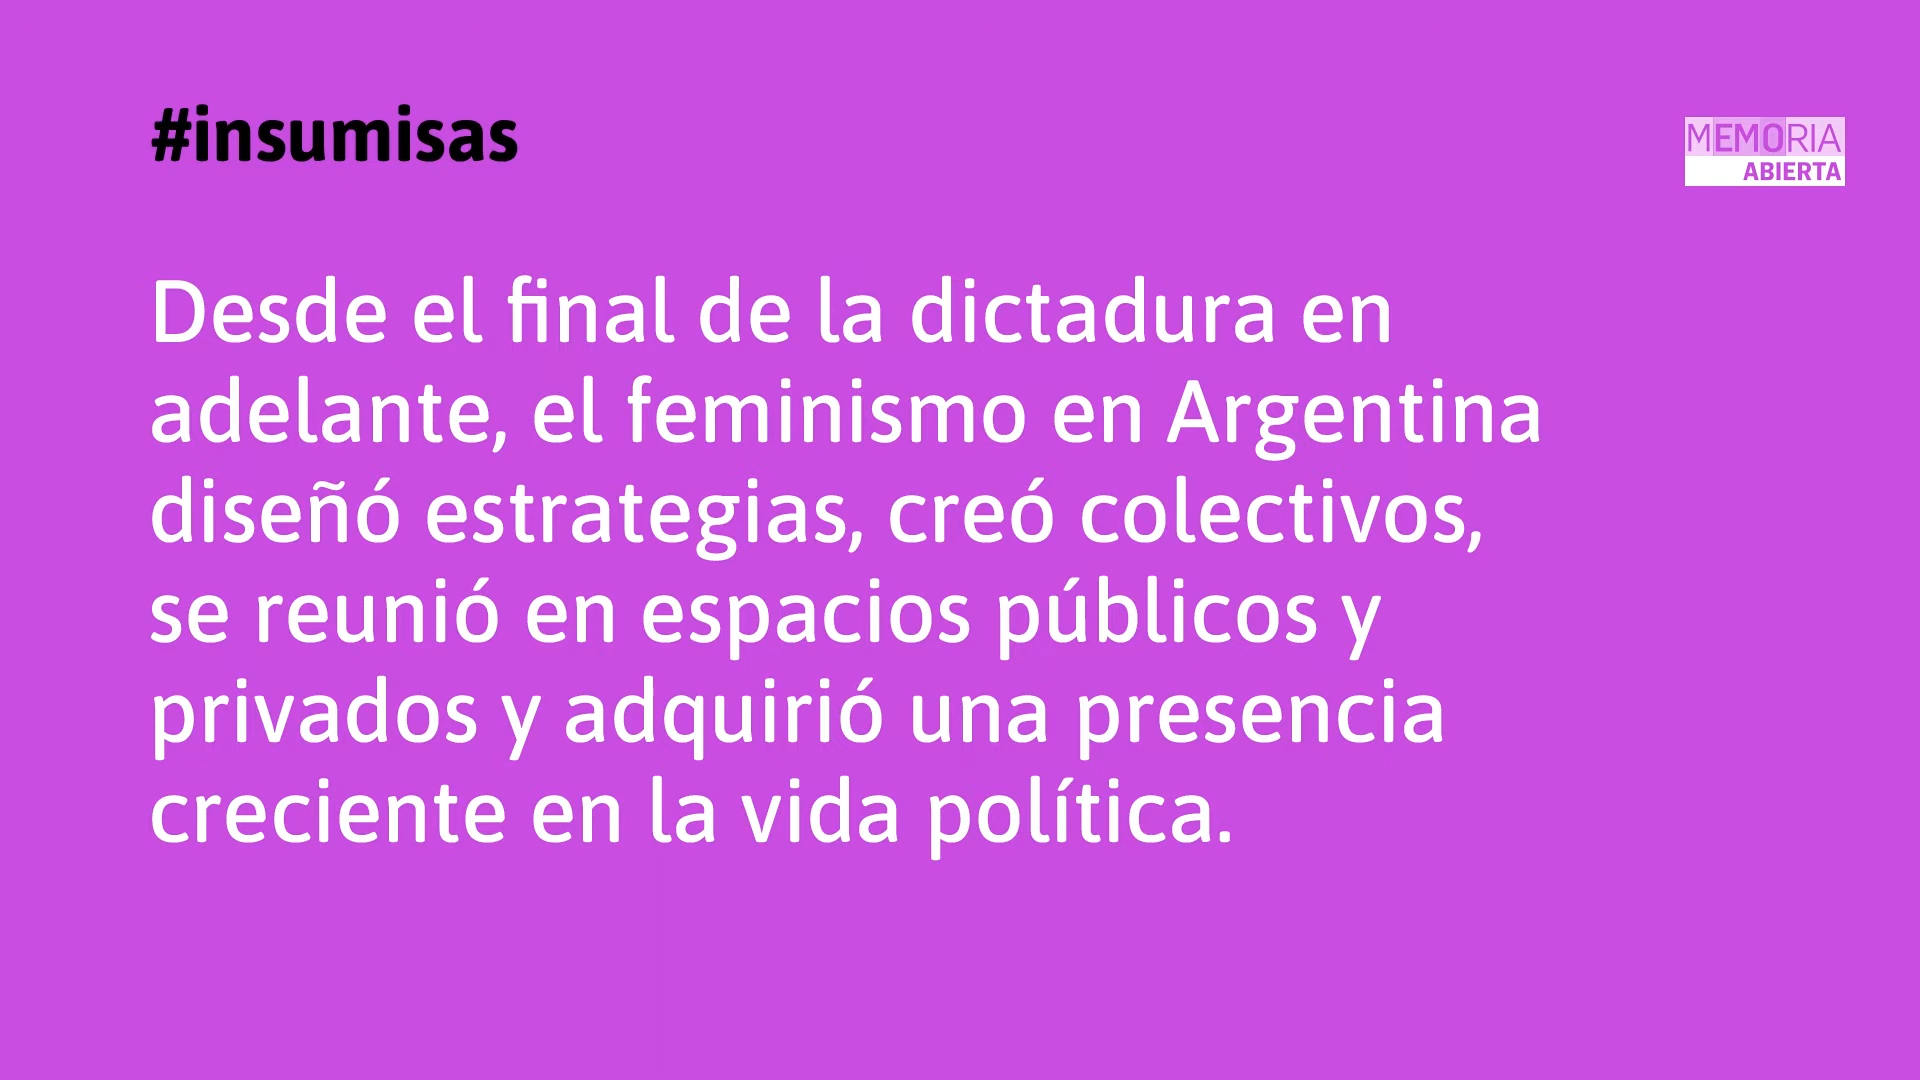 #insumisas
MEMORIA
ABIERTA
Desde el final de la dictadura en
adelante, el feminismo en Argentina
diseñó estrategias, creó colectivos,
se reunió en espacios públicos y
privados y adquirió una presencia
creciente en la vida política.